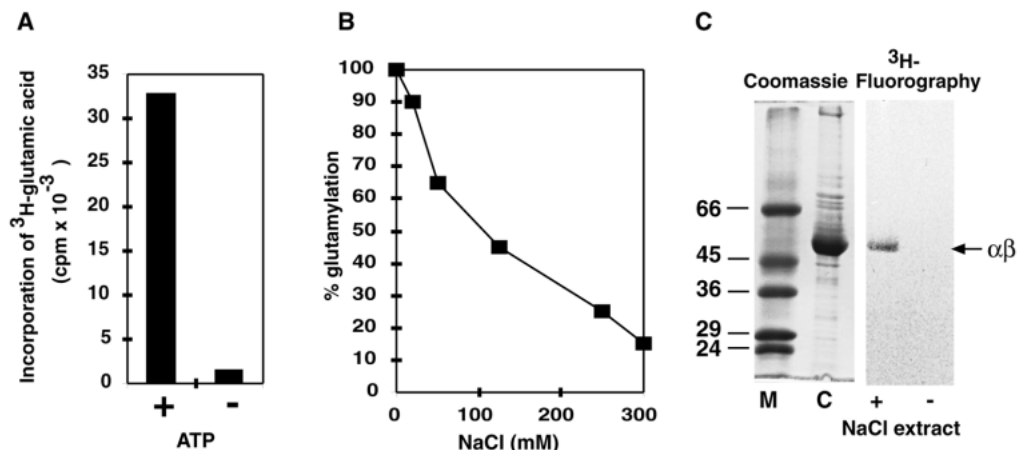 A
Incorporation of ³H-glutamic acid
(cpm x 10⁻³)
35
30
25
20
15
10
5
0
+
-
ATP
B
% glutamylation
100
90
80
70
60
50
40
30
20
10
0
0
100
200
300
NaCl (mM)
C
³H-
Coomassie Fluorography
66
45
36
29
24
αβ
M
C
+
-
NaCl extract